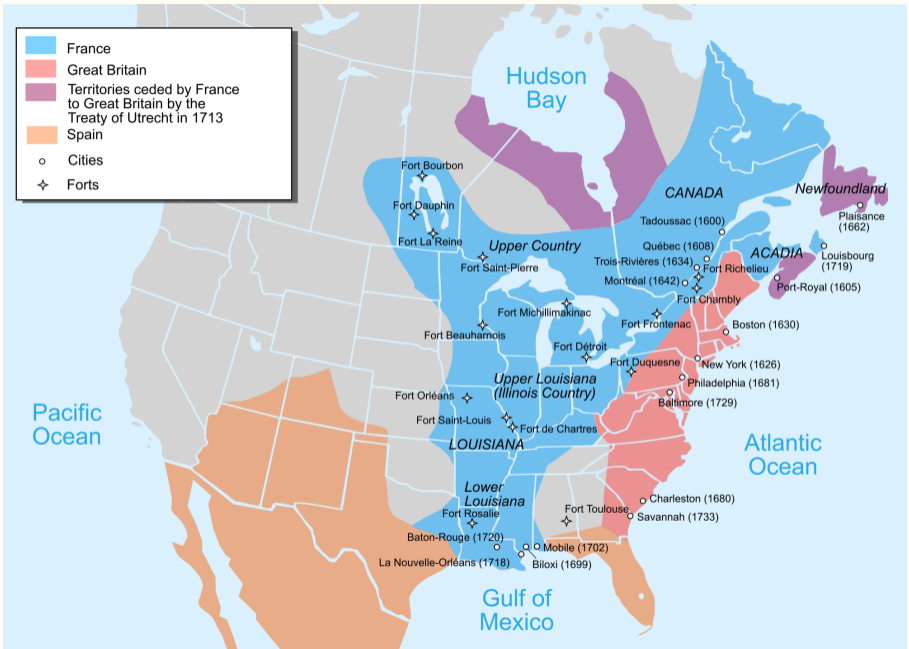 France
Great Britain
Territories ceded by France
to Great Britain by the
Treaty of Utrecht in 1713
Spain
Cities
Forts
Hudson
Bay
Fort Bourbon
Fort Dauphin
Fort La Reine
Upper Country
Fort Saint-Pierre
CANADA
Newfoundland
Plaisance
(1662)
Tadoussac (1600)
Québec (1608)
ACADIA
Louisbourg
(1719)
Trois-Rivières (1634)
Fort Richelieu
Montréal (1642)
Port-Royal (1605)
Fort Chambly
Fort Michillimakinac
Fort Frontenac
Fort Beauharnois
Boston (1630)
Fort Détroit
Fort Duquesne
New York (1626)
Upper Louisiana
(Illinois Country)
Philadelphia (1681)
Fort Orléans
Baltimore (1729)
Pacific
Ocean
Fort Saint-Louis
Fort de Chartres
LOUISIANA
Atlantic
Ocean
Lower
Louisiana
Charleston (1680)
Fort Rosalie
Fort Toulouse
Savannah (1733)
Baton-Rouge (1720)
Mobile (1702)
La Nouvelle-Orléans (1718)
Biloxi (1699)
Gulf of
Mexico